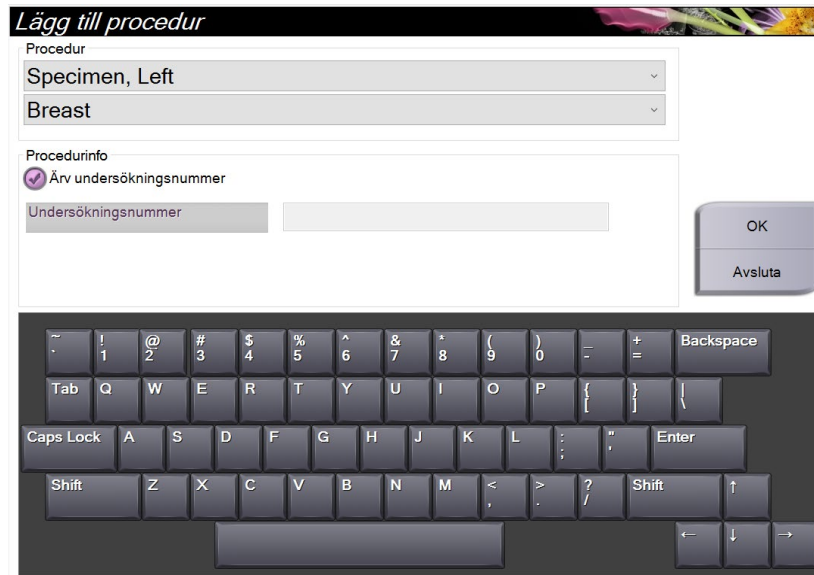 Lägg till procedur
Procedur
Specimen, Left
Breast
Procedurinfo
Ärv undersökningsnummer
Undersökningsnummer
OK
Avsluta
~ ! @ # $ % ^ & * ( ) _ + Backspace
` 1 2 3 4 5 6 7 8 9 0 - =
Tab Q W E R T Y U I O P { } |
[ ] \
Caps Lock A S D F G H J K L : " Enter
; '
Shift Z X C V B N M < > ? Shift ↑
, . /
← ↓ →